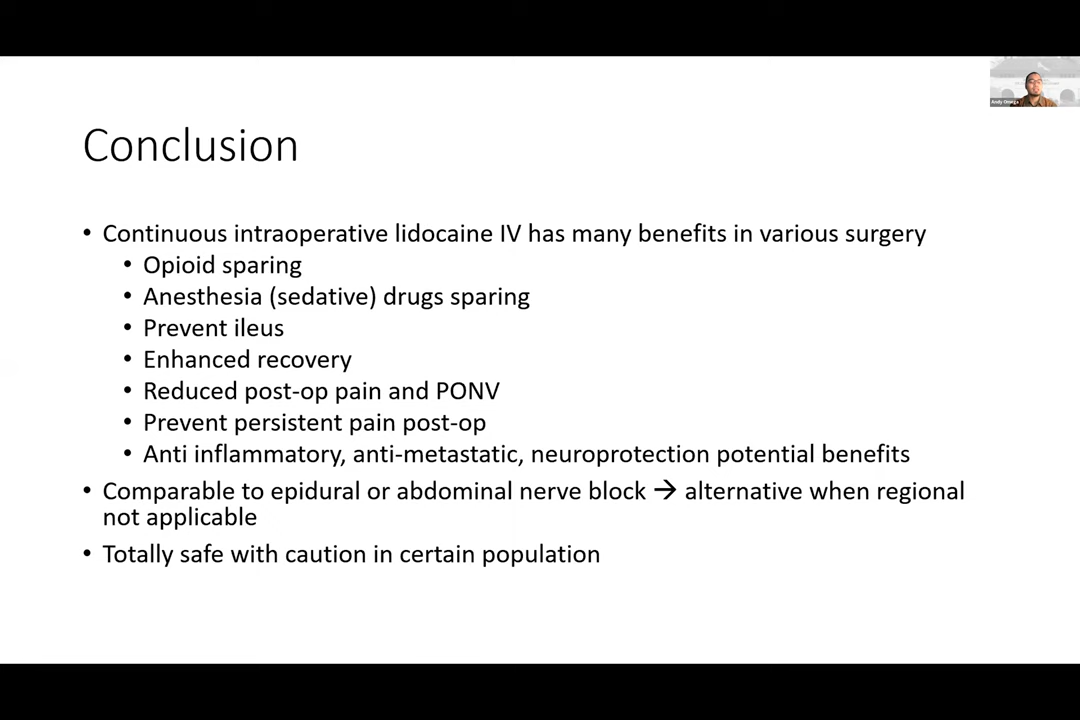 Conclusion
• Continuous intraoperative lidocaine IV has many benefits in various surgery
• Opioid sparing
• Anesthesia (sedative) drugs sparing
• Prevent ileus
• Enhanced recovery
• Reduced post-op pain and PONV
• Prevent persistent pain post-op
• Anti inflammatory, anti-metastatic, neuroprotection potential benefits
• Comparable to epidural or abdominal nerve block → alternative when regional
not applicable
• Totally safe with caution in certain population
Andy Omega